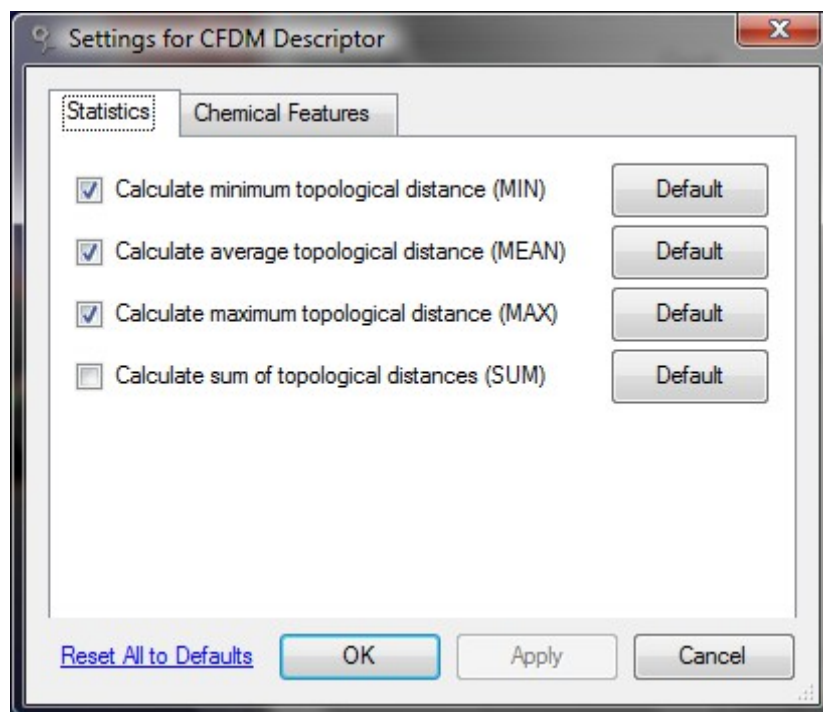 Settings for CFDM Descriptor
Statistics Chemical Features
Calculate minimum topological distance (MIN) Default
Calculate average topological distance (MEAN) Default
Calculate maximum topological distance (MAX) Default
Calculate sum of topological distances (SUM) Default
Reset All to Defaults OK Apply Cancel